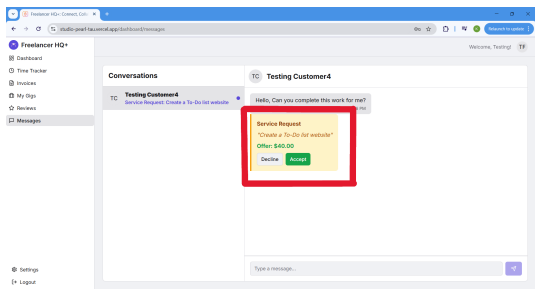 Freelancer HQ+: Connect, Colla
studio-pearl-tau.vercel.app/dashboard/messages
Relaunch to update
Freelancer HQ+
Welcome, Testing!
TF
Dashboard
Time Tracker
Invoices
My Gigs
Reviews
Messages
Settings
Logout
Conversations
TC
Testing Customer4
Service Request: Create a To-Do list website
TC
Testing Customer4
Hello, Can you complete this work for me?
PM
Service Request
"Create a To-Do list website"
Offer: $40.00
Decline
Accept
Type a message...